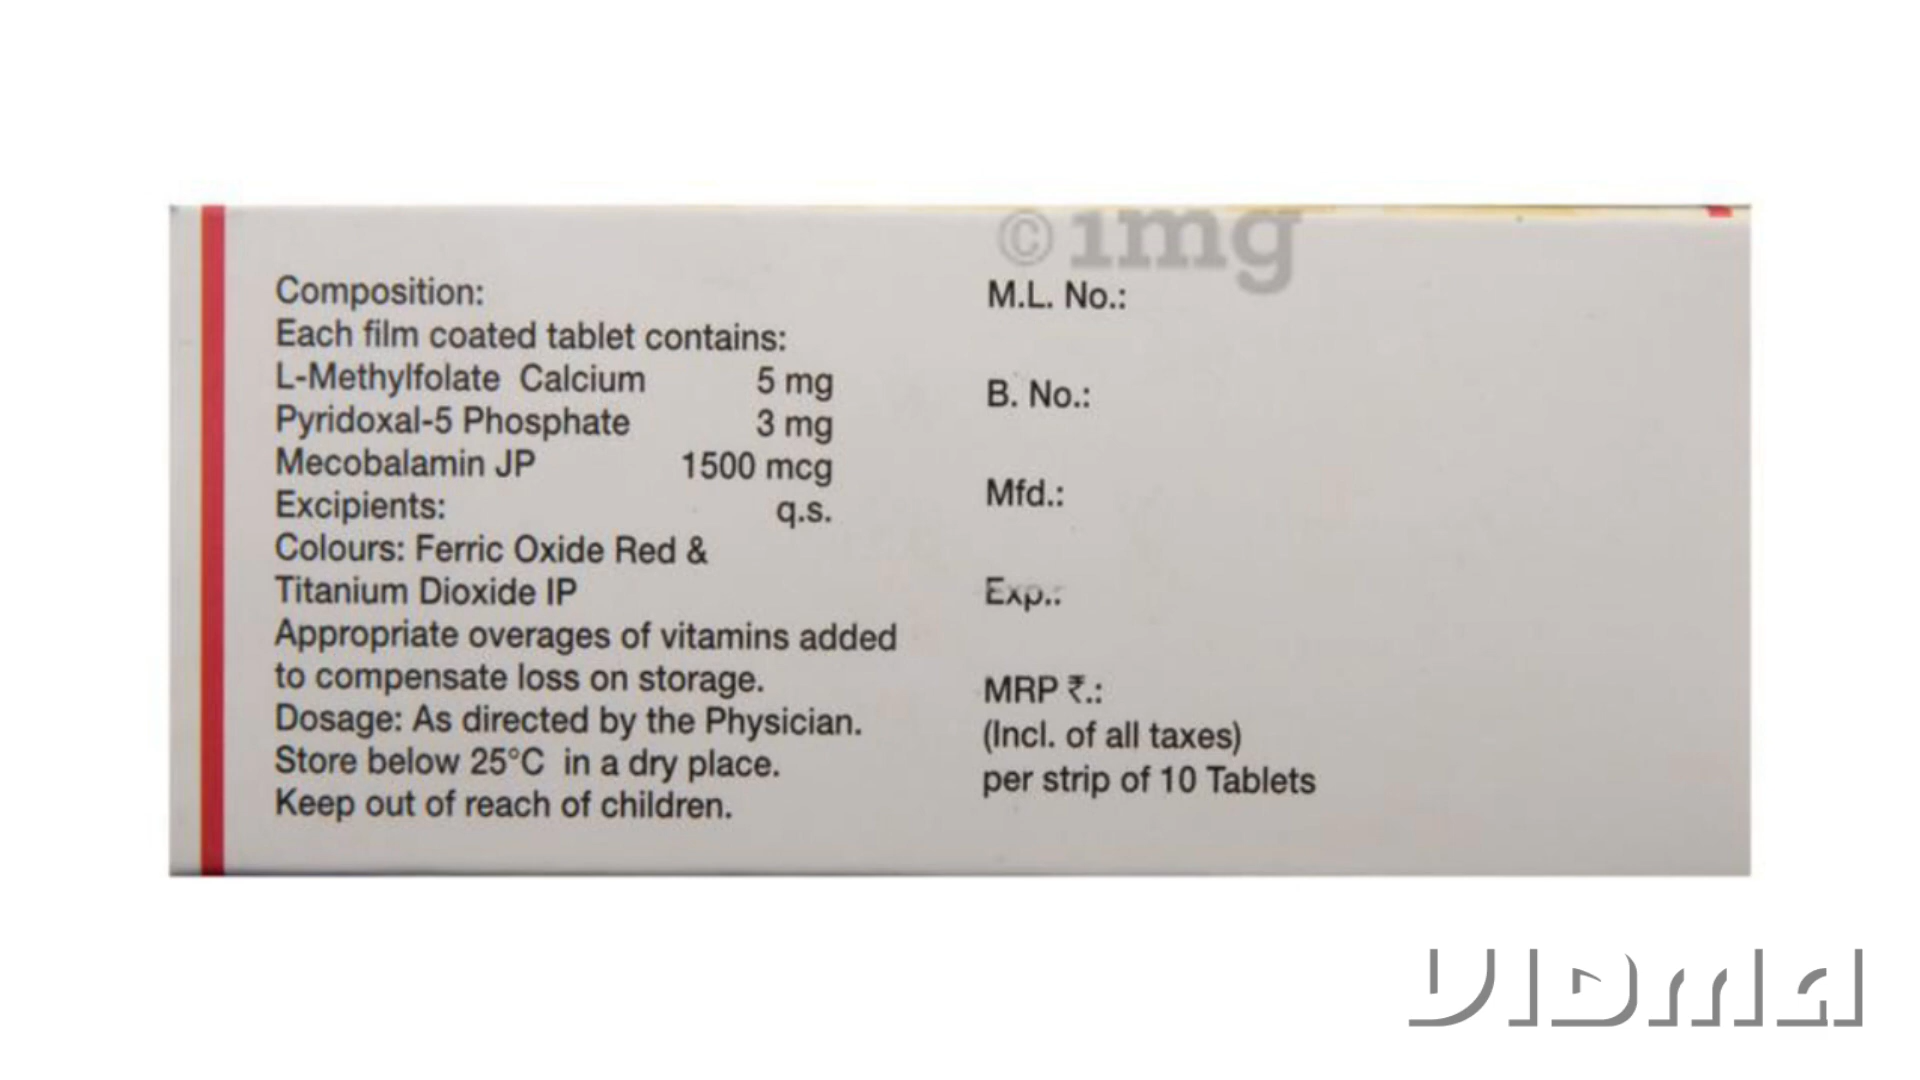 ©1mg
Composition:
Each film coated tablet contains:
L-Methylfolate Calcium 5 mg
Pyridoxal-5 Phosphate 3 mg
Mecobalamin JP 1500 mcg
Excipients: q.s.
Colours: Ferric Oxide Red &
Titanium Dioxide IP
Appropriate overages of vitamins added
to compensate loss on storage.
Dosage: As directed by the Physician.
Store below 25°C in a dry place.
Keep out of reach of children.
M.L. No.:
B. No.:
Mfd.:
Exp.:
MRP ₹.:
(Incl. of all taxes)
per strip of 10 Tablets
VIDMA